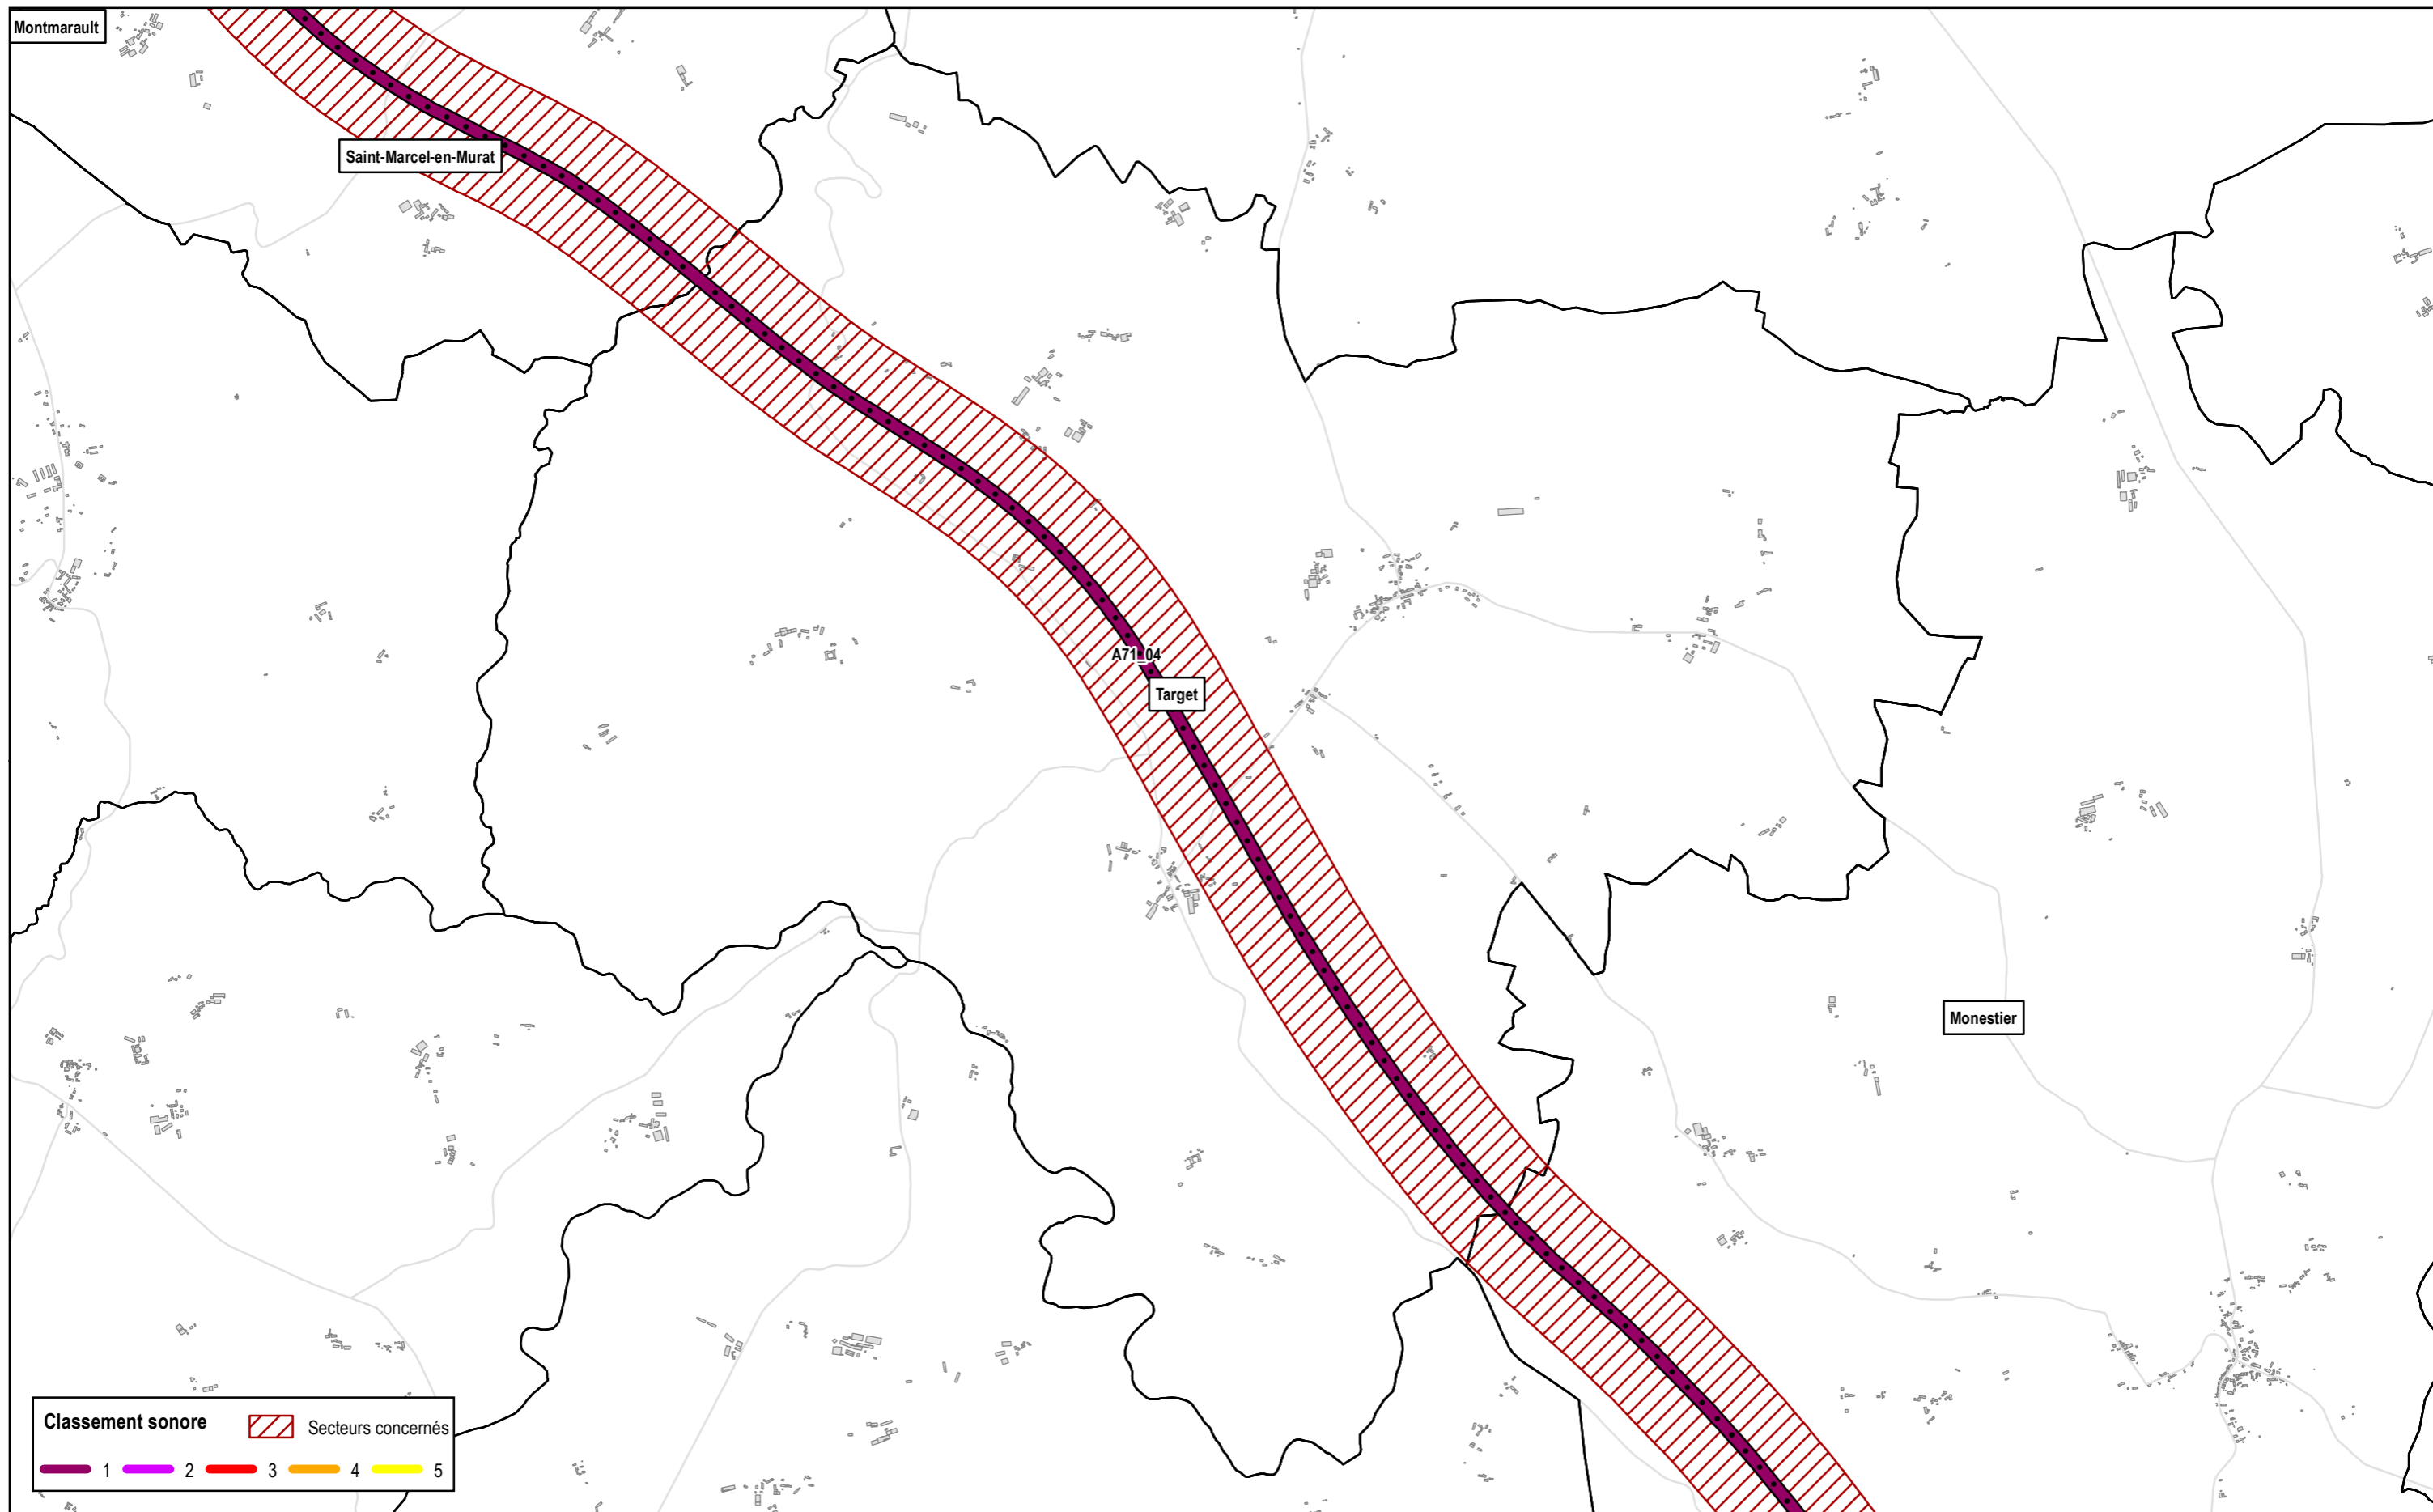 Montmarault
Saint-Marcel-en-Murat
A71_04
Target
Monestier
Classement sonore
Secteurs concernés
1 2 3 4 5